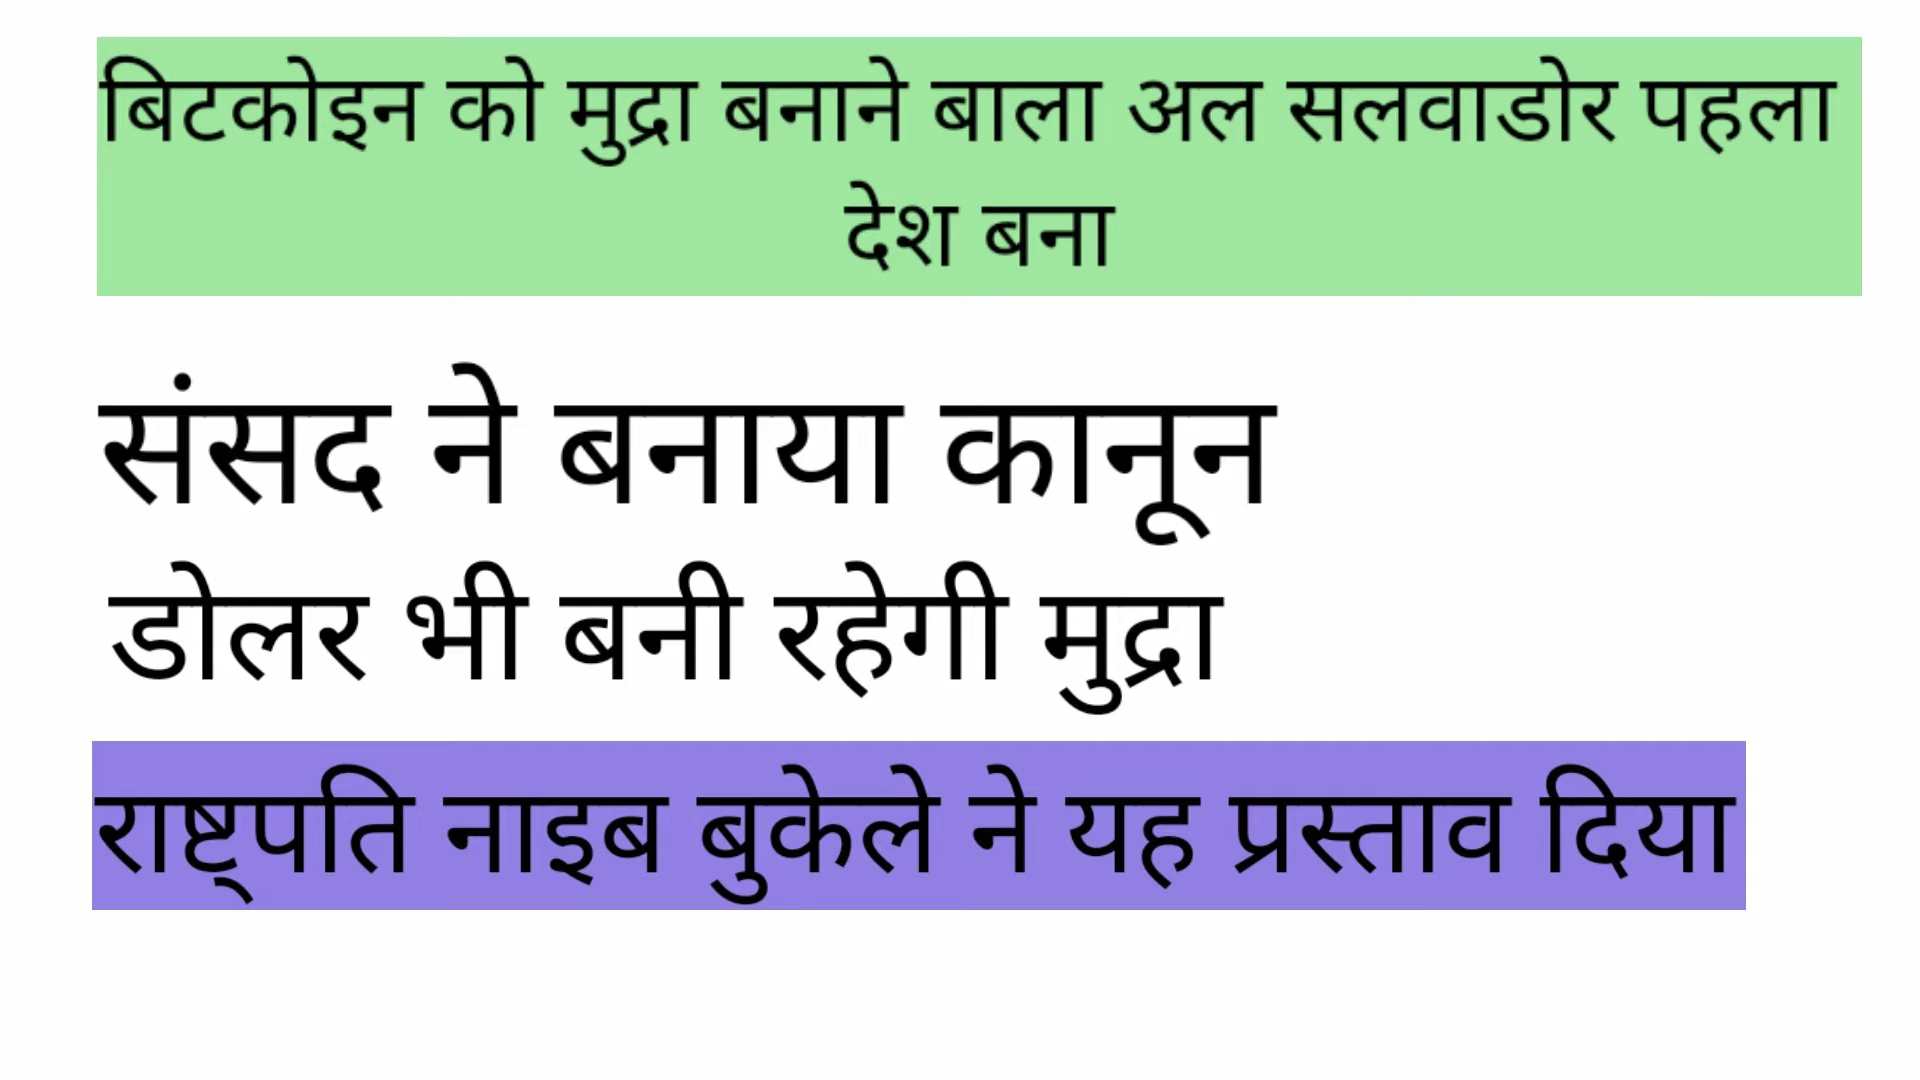 बिटकोइन को मुद्रा बनाने बाला अल सलवाडोर पहला
देश बना
संसद ने बनाया कानून
डोलर भी बनी रहेगी मुद्रा
राष्ट्पति नाइब बुकेले ने यह प्रस्ताव दिया